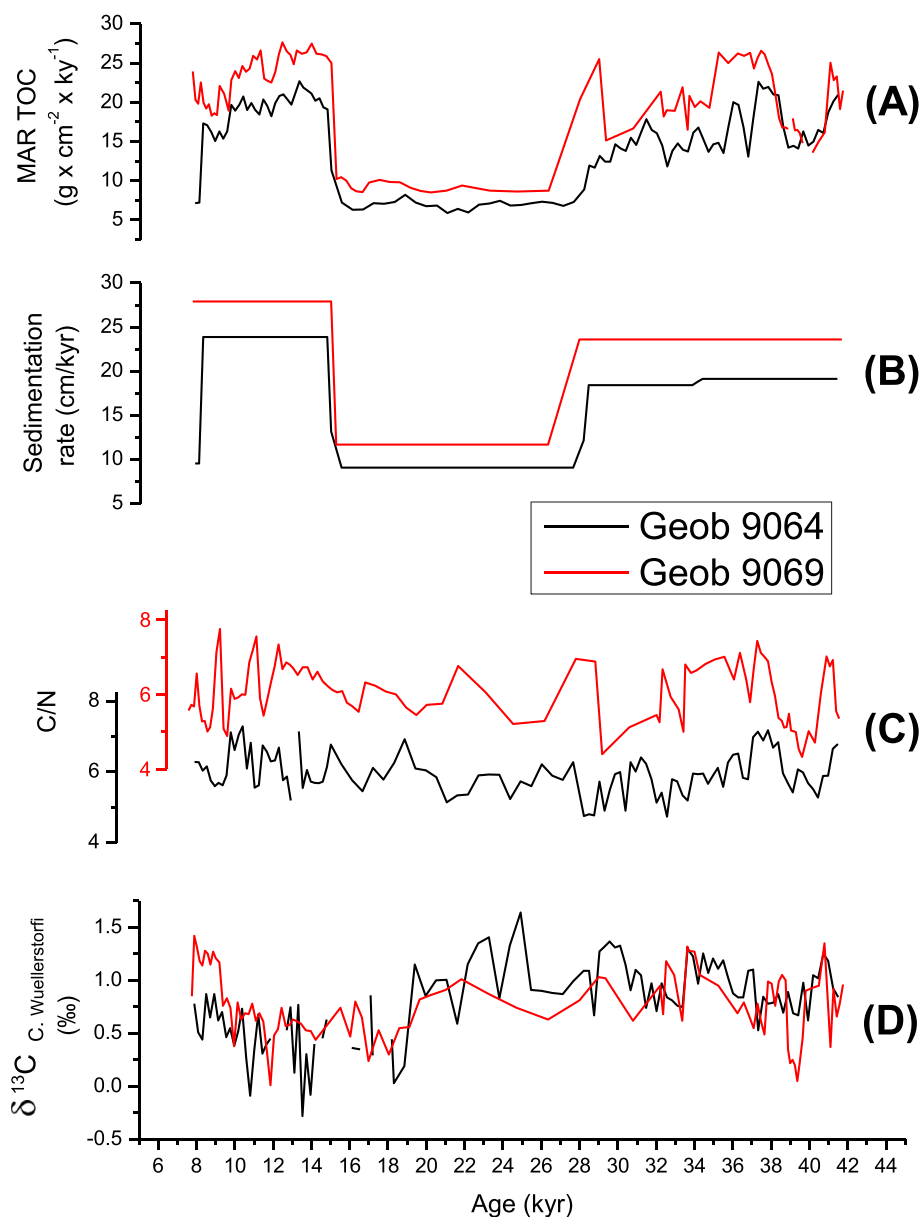 30
25
20
15
10
5
MAR TOC
(g x cm⁻² x ky⁻¹)
(A)
30
25
20
15
10
5
Sedimentation
rate (cm/kyr)
(B)
Geob 9064
Geob 9069
8
6
4
C/N
8
6
4
(C)
1.5
1.0
0.5
0.0
-0.5
δ ¹³C C. Wuellerstorfi
(‰)
(D)
6 8 10 12 14 16 18 20 22 24 26 28 30 32 34 36 38 40 42 44
Age (kyr)